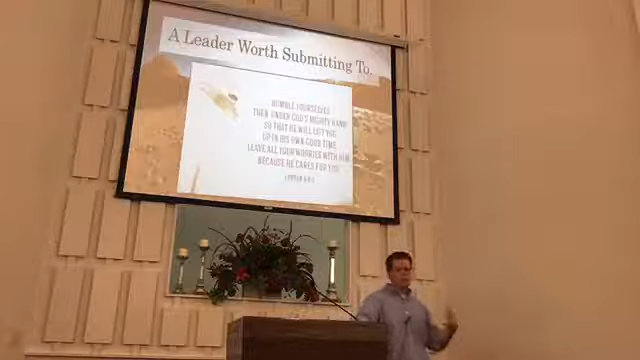 A Leader Worth Submitting To.
HUMBLE YOURSELVES
THEN, UNDER GOD'S MIGHTY HAND
SO THAT HE WILL LIFT YOU
UP IN HIS OWN GOOD TIME.
LEAVE ALL YOUR WORRIES WITH HIM
BECAUSE HE CARES FOR YOU.